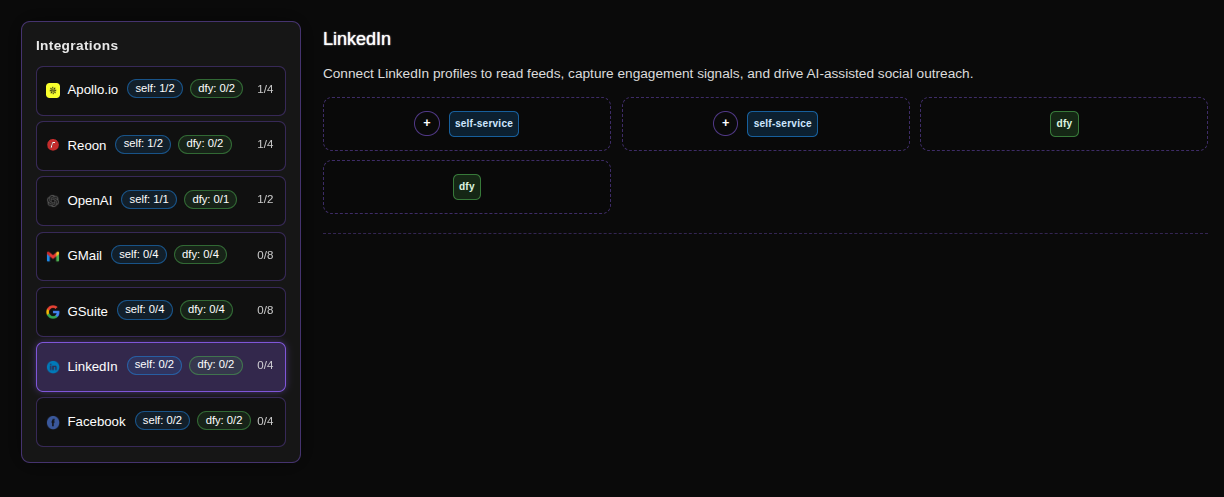 Integrations
Apollo.io self: 1/2 dfy: 0/2 1/4
Reoon self: 1/2 dfy: 0/2 1/4
OpenAI self: 1/1 dfy: 0/1 1/2
GMail self: 0/4 dfy: 0/4 0/8
GSuite self: 0/4 dfy: 0/4 0/8
LinkedIn self: 0/2 dfy: 0/2 0/4
Facebook self: 0/2 dfy: 0/2 0/4
LinkedIn
Connect LinkedIn profiles to read feeds, capture engagement signals, and drive AI-assisted social outreach.
+ self-service + self-service dfy
dfy